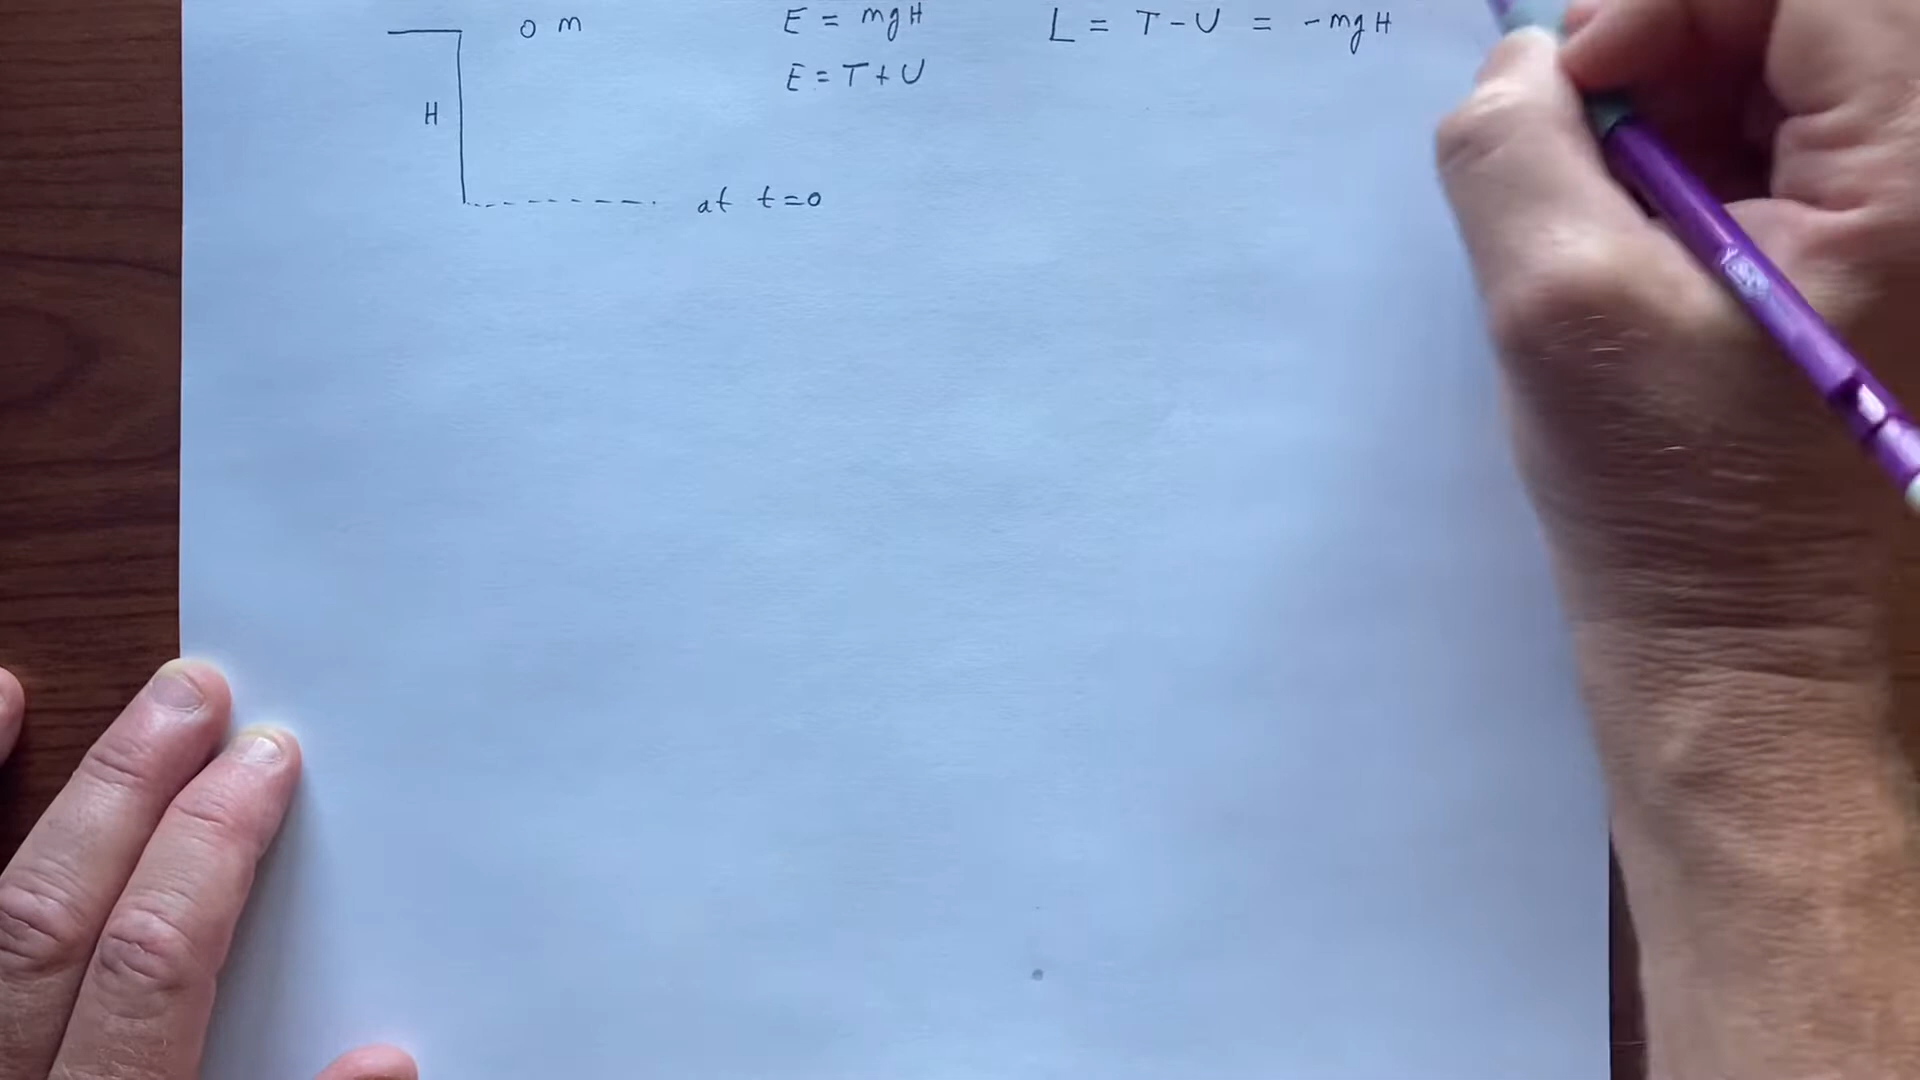 o m E = mgH L = T - U = - mgH
E = T + U
H
at t = 0